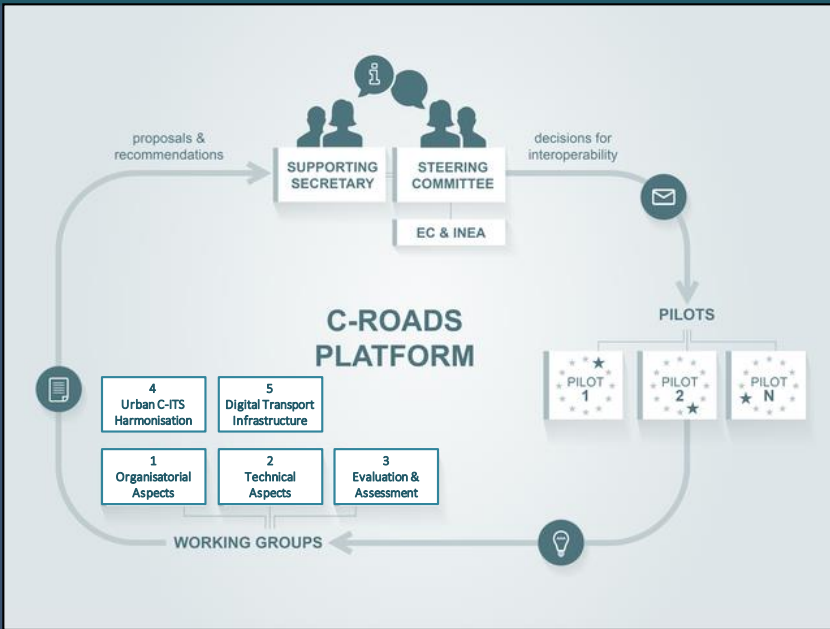 proposals &
recommendations
i
decisions for
interoperability
SUPPORTING
SECRETARY
STEERING
COMMITTEE
EC & INEA
C-ROADS
PLATFORM
PILOTS
PILOT
1
PILOT
2
PILOT
N
4
Urban C-ITS
Harmonisation
5
Digital Transport
Infrastructure
1
Organisatorial
Aspects
2
Technical
Aspects
3
Evaluation &
Assessment
WORKING GROUPS